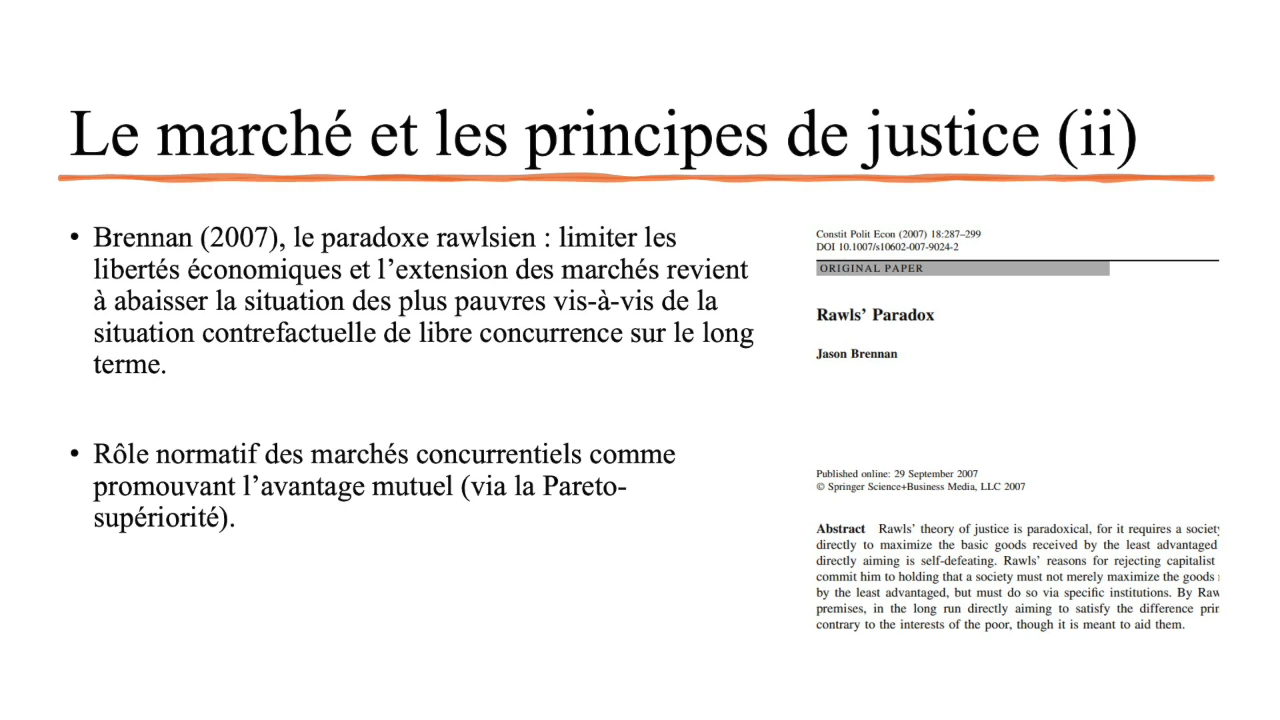 Le marché et les principes de justice (ii)
• Brennan (2007), le paradoxe rawlsien : limiter les
libertés économiques et l’extension des marchés revient
à abaisser la situation des plus pauvres vis-à-vis de la
situation contrefactuelle de libre concurrence sur le long
terme.
• Rôle normatif des marchés concurrentiels comme
promouvant l’avantage mutuel (via la Pareto-
supériorité).
Constit Polit Econ (2007) 18:287–299
DOI 10.1007/s10602-007-9024-2
ORIGINAL PAPER
Rawls’ Paradox
Jason Brennan
Published online: 29 September 2007
© Springer Science+Business Media, LLC 2007
Abstract Rawls’ theory of justice is paradoxical, for it requires a society
directly to maximize the basic goods received by the least advantaged
directly aiming is self-defeating. Rawls’ reasons for rejecting capitalist
commit him to holding that a society must not merely maximize the goods
by the least advantaged, but must do so via specific institutions. By Raw
premises, in the long run directly aiming to satisfy the difference prin
contrary to the interests of the poor, though it is meant to aid them.